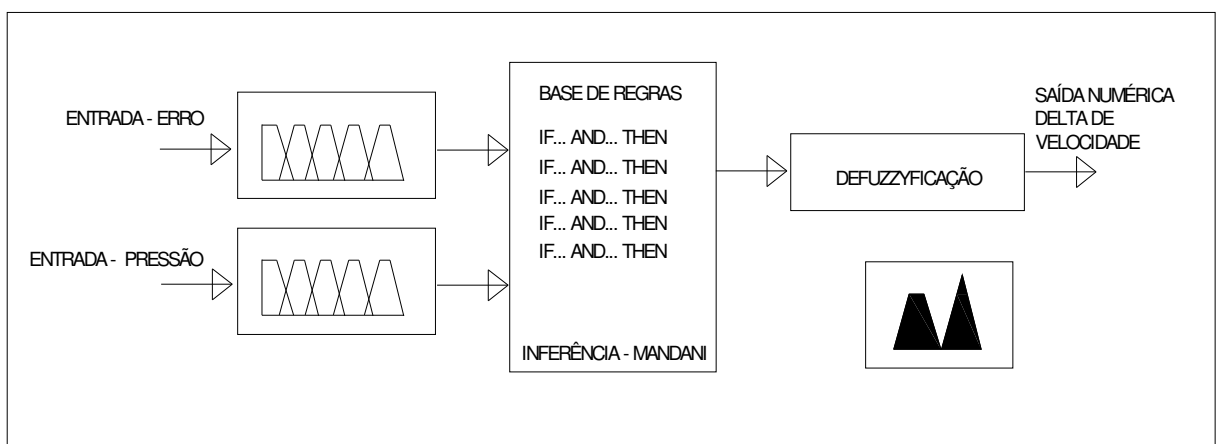 ENTRADA - ERRO
ENTRADA - PRESSÃO
BASE DE REGRAS
IF... AND... THEN
IF... AND... THEN
IF... AND... THEN
IF... AND... THEN
IF... AND... THEN
INFERÊNCIA - MANDANI
DEFUZZYFICAÇÃO
SAÍDA NUMÉRICA
DELTA DE
VELOCIDADE